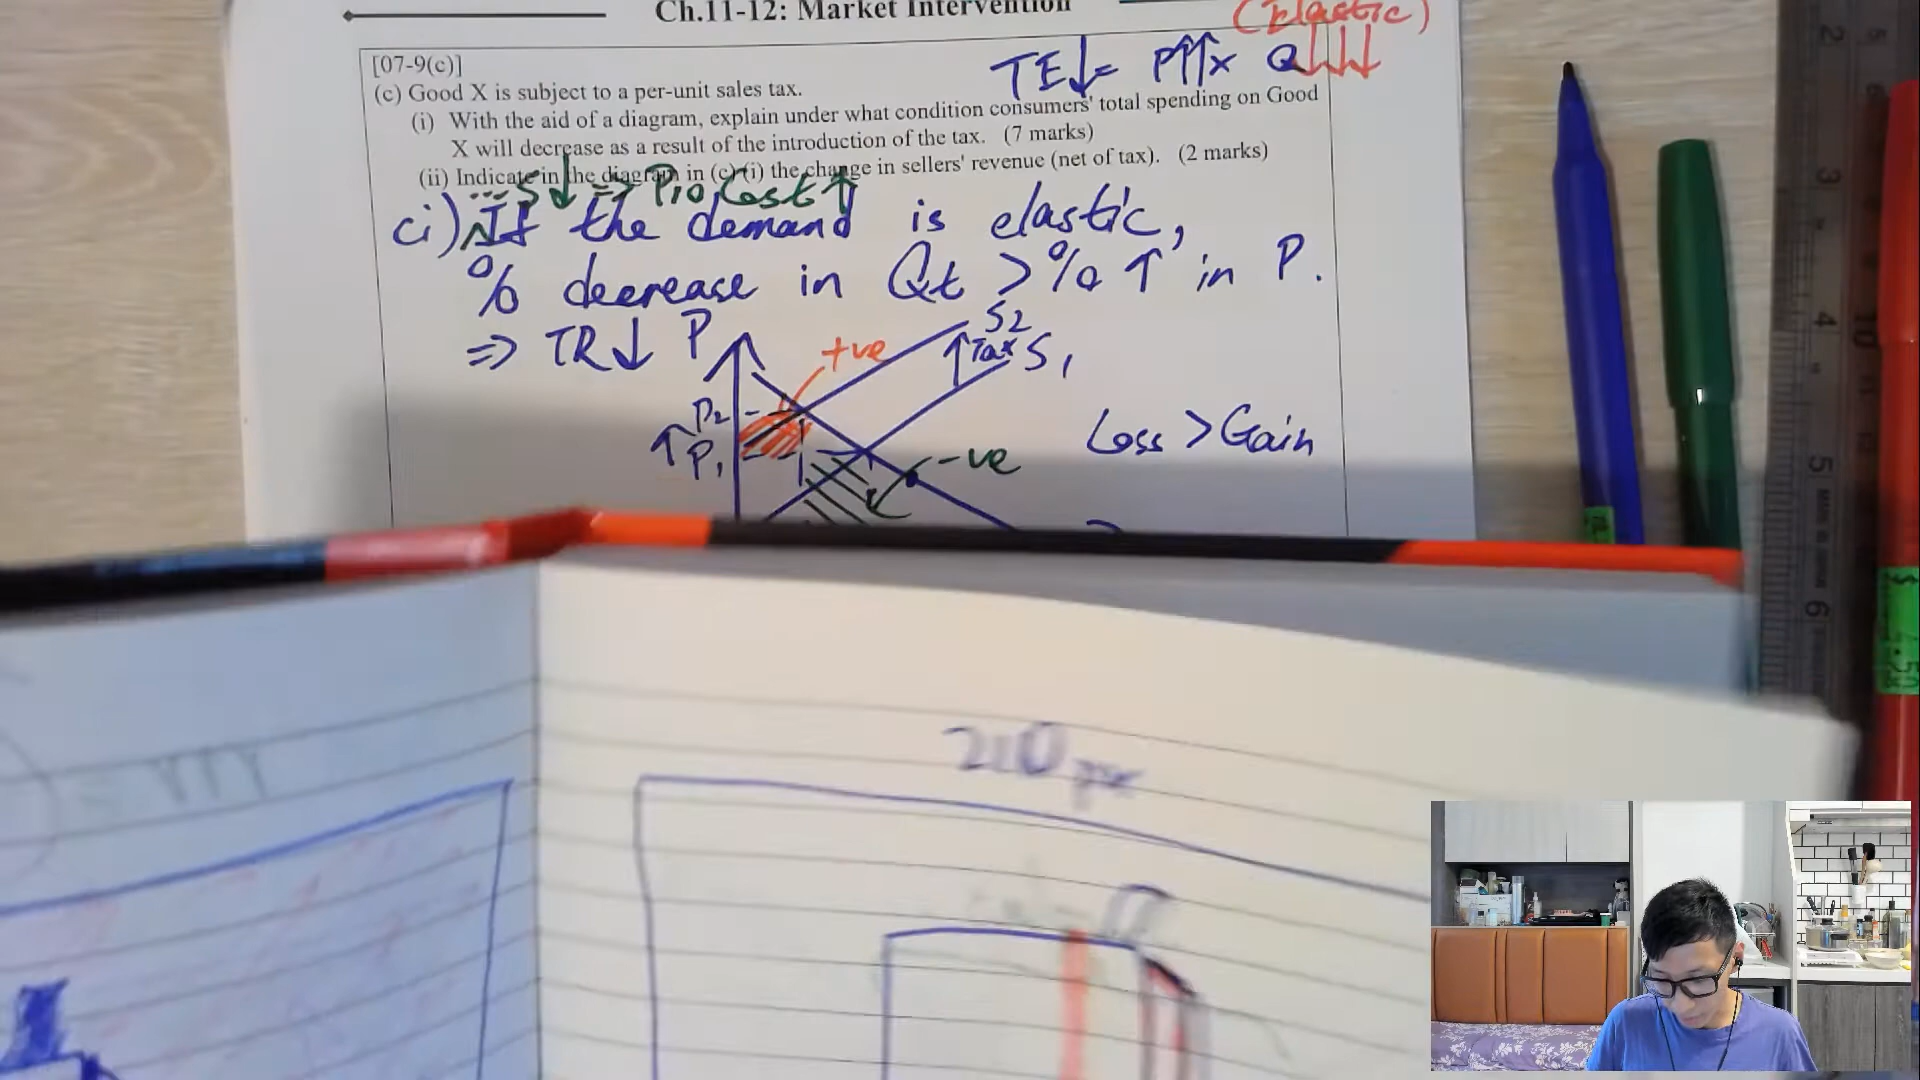 Ch.11-12: Market Intervention
(Elastic)
TE↓= P↑↑x Q↓↓↓
[07-9(c)]
(c) Good X is subject to a per-unit sales tax.
(i) With the aid of a diagram, explain under what condition consumers' total spending on Good
X will decrease as a result of the introduction of the tax. (7 marks)
(ii) Indicate in the diagram in (c) (i) the change in sellers' revenue (net of tax). (2 marks)
... S↓ => Pro Cost ↑
ci) If the demand is elastic,
% decrease in Qt > % ↑ in P.
=> TR↓
P
+ve
S2
↑Tax S1
P2
↑P1
-ve
Loss > Gain
210